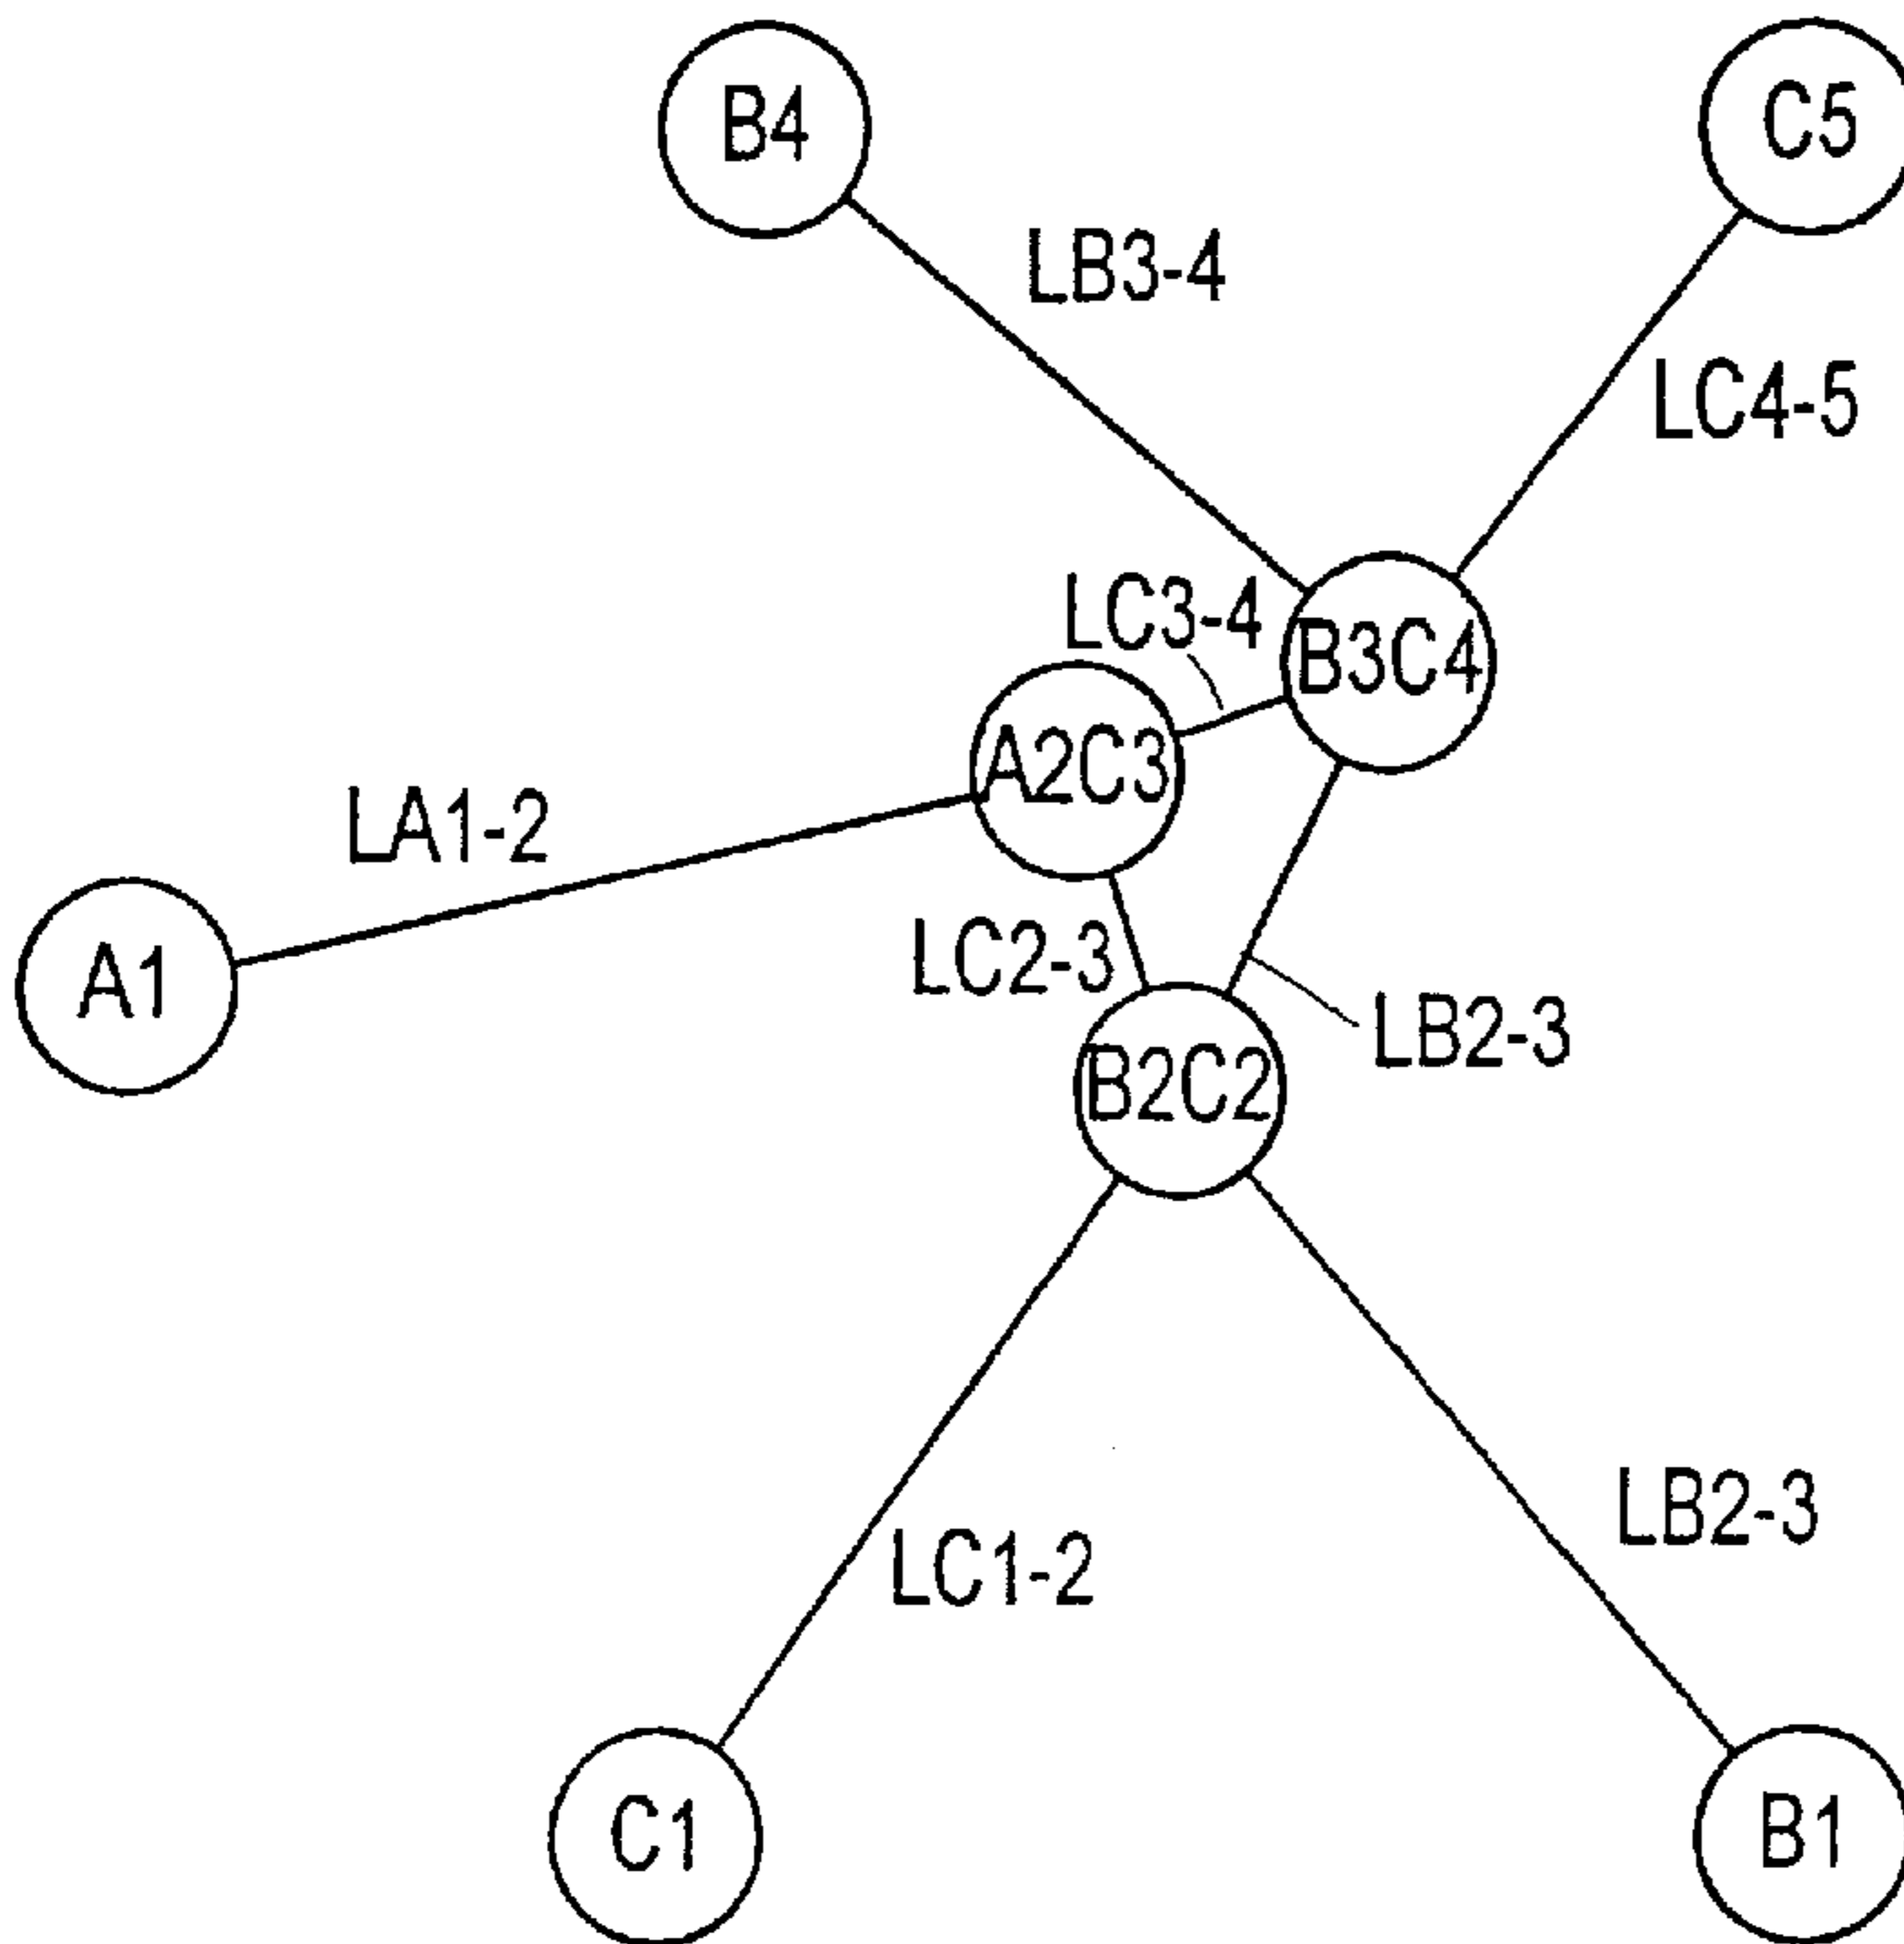 B4
C5
LB3-4
LC4-5
LC3-4
B3C4
A2C3
LA1-2
LC2-3
A1
LB2-3
B2C2
LB2-3
LC1-2
C1
B1